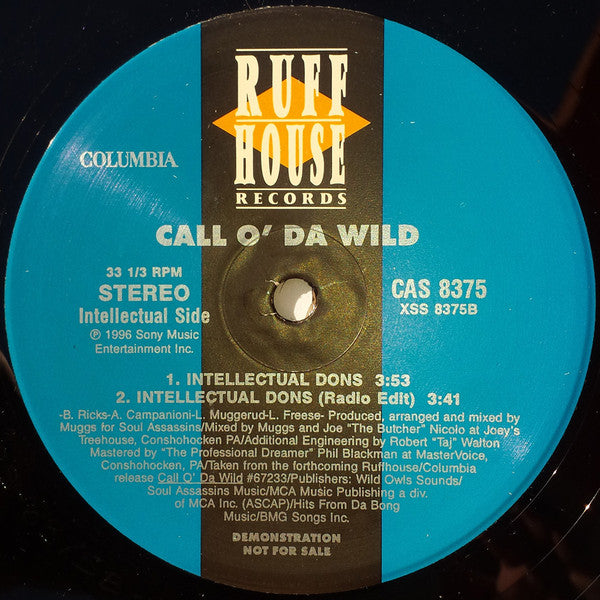 RUFF
HOUSE
RECORDS
COLUMBIA
CALL O' DA WILD
33 1/3 RPM
STEREO
Intellectual Side
℗ 1996 Sony Music
Entertainment Inc.
CAS 8375
XSS 8375B
1. INTELLECTUAL DONS 3:53
2. INTELLECTUAL DONS (Radio Edit) 3:41
-B. Ricks-A. Campanioni-L. Muggerud-L. Freese- Produced, arranged and mixed by
Muggs for Soul Assassins/Mixed by Muggs and Joe "The Butcher" Nicolo at Joey's
Treehouse, Conshohocken PA/Additional Engineering by Robert "Taj" Walton
Mastered by "The Professional Dreamer" Phil Blackman at MasterVoice,
Conshohocken, PA/Taken from the forthcoming Ruffhouse/Columbia
release Call O' Da Wild #67233/Publishers: Wild Owls Sounds/
Soul Assassins Music/MCA Music Publishing a div.
of MCA Inc. (ASCAP)/Hits From Da Bong
Music/BMG Songs Inc.
DEMONSTRATION
NOT FOR SALE